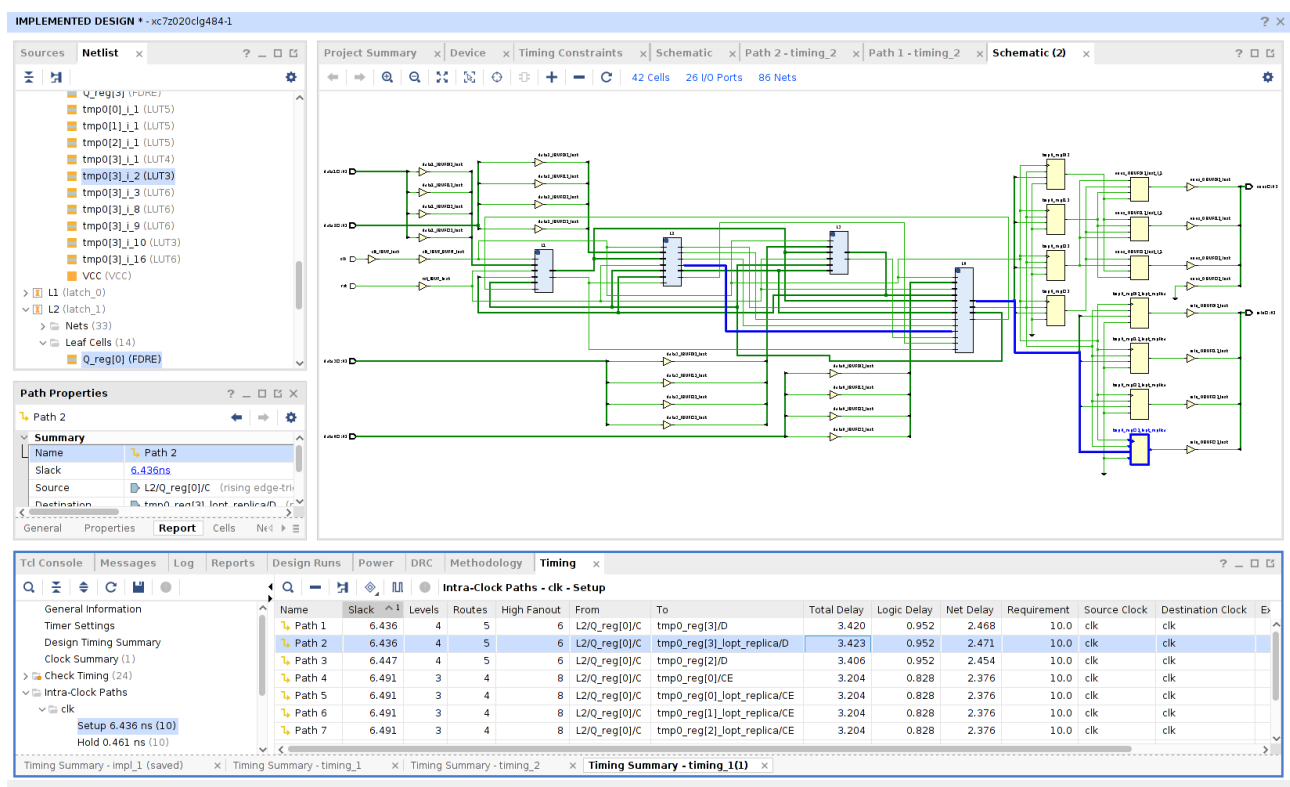 IMPLEMENTED DESIGN * - xc7z020clg484-1
Sources Netlist
Q_reg[3] (FDRE)
tmp0[0]_i_1 (LUT5)
tmp0[1]_i_1 (LUT5)
tmp0[2]_i_1 (LUT5)
tmp0[3]_i_1 (LUT4)
tmp0[3]_i_2 (LUT3)
tmp0[3]_i_3 (LUT6)
tmp0[3]_i_8 (LUT6)
tmp0[3]_i_9 (LUT6)
tmp0[3]_i_10 (LUT3)
tmp0[3]_i_16 (LUT6)
VCC (VCC)
L1 (latch_0)
L2 (latch_1)
Nets (33)
Leaf Cells (14)
Q_reg[0] (FDRE)
Path Properties
Path 2
Summary
Name Path 2
Slack 6.436ns
Source L2/Q_reg[0]/C (rising edge-tri
Destination tmp0_reg[3]_lopt_replica/D (r
General Properties Report Cells
Project Summary Device Timing Constraints Schematic Path 2 - timing_2 Path 1 - timing_2 Schematic (2)
42 Cells 26 I/O Ports 86 Nets
clk
rst
L1
L2
L3
Tcl Console Messages Log Reports Design Runs Power DRC Methodology Timing
General Information
Timer Settings
Design Timing Summary
Clock Summary (1)
Check Timing (24)
Intra-Clock Paths
clk
Setup 6.436 ns (10)
Hold 0.461 ns (10)
Intra-Clock Paths - clk - Setup
Name Slack ^1 Levels Routes High Fanout From To Total Delay Logic Delay Net Delay Requirement Source Clock Destination Clock Ex
Path 1 6.436 4 5 6 L2/Q_reg[0]/C tmp0_reg[3]/D 3.420 0.952 2.468 10.0 clk clk
Path 2 6.436 4 5 6 L2/Q_reg[0]/C tmp0_reg[3]_lopt_replica/D 3.423 0.952 2.471 10.0 clk clk
Path 3 6.447 4 5 6 L2/Q_reg[0]/C tmp0_reg[2]/D 3.406 0.952 2.454 10.0 clk clk
Path 4 6.491 3 4 8 L2/Q_reg[0]/C tmp0_reg[0]/CE 3.204 0.828 2.376 10.0 clk clk
Path 5 6.491 3 4 8 L2/Q_reg[0]/C tmp0_reg[0]_lopt_replica/CE 3.204 0.828 2.376 10.0 clk clk
Path 6 6.491 3 4 8 L2/Q_reg[0]/C tmp0_reg[1]_lopt_replica/CE 3.204 0.828 2.376 10.0 clk clk
Path 7 6.491 3 4 8 L2/Q_reg[0]/C tmp0_reg[2]_lopt_replica/CE 3.204 0.828 2.376 10.0 clk clk
Timing Summary - impl_1 (saved) Timing Summary - timing_1 Timing Summary - timing_2 Timing Summary - timing_1(1)